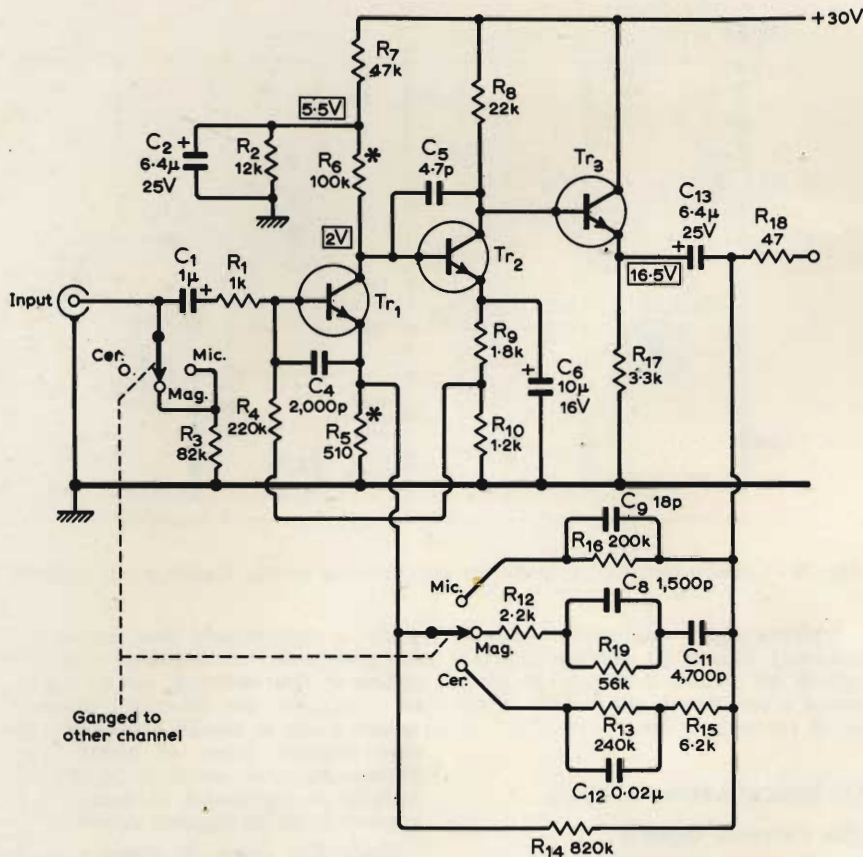 +30V
R7
47k
5.5V
R8
22k
C2 +
6.4μ
25V
R2
12k
R6
100k
*
C5
4.7p
Tr3
2V
C13
6.4μ
25V
+
R18
47
C1
1μ
+
R1
1k
Tr2
16.5V
Input
Tr1
Cer.
Mic.
Mag.
C4
2,000p
R9
1.8k
+
C6
10μ
16V
R17
3.3k
R3
82k
R4
220k
R5
510
*
R10
1.2k
C9 18p
R16
200k
Mic.
R12
2.2k
C8 1,500p
Mag.
R19
56k
C11
4,700p
Cer.
R13
240k
R15
6.2k
Ganged to
other channel
C12 0.02μ
R14 820k